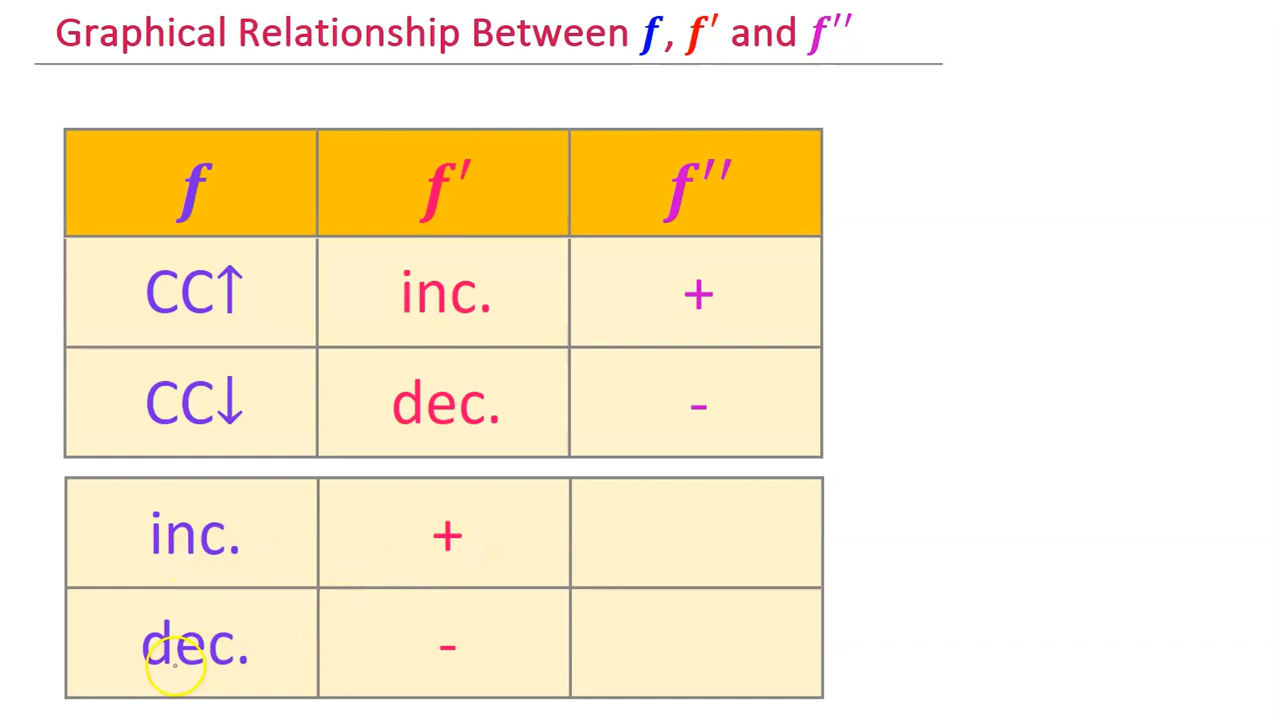 Graphical Relationship Between f, f′ and f′′
f f′ f′′
CC↑ inc. +
CC↓ dec. -
inc. +
dec. -